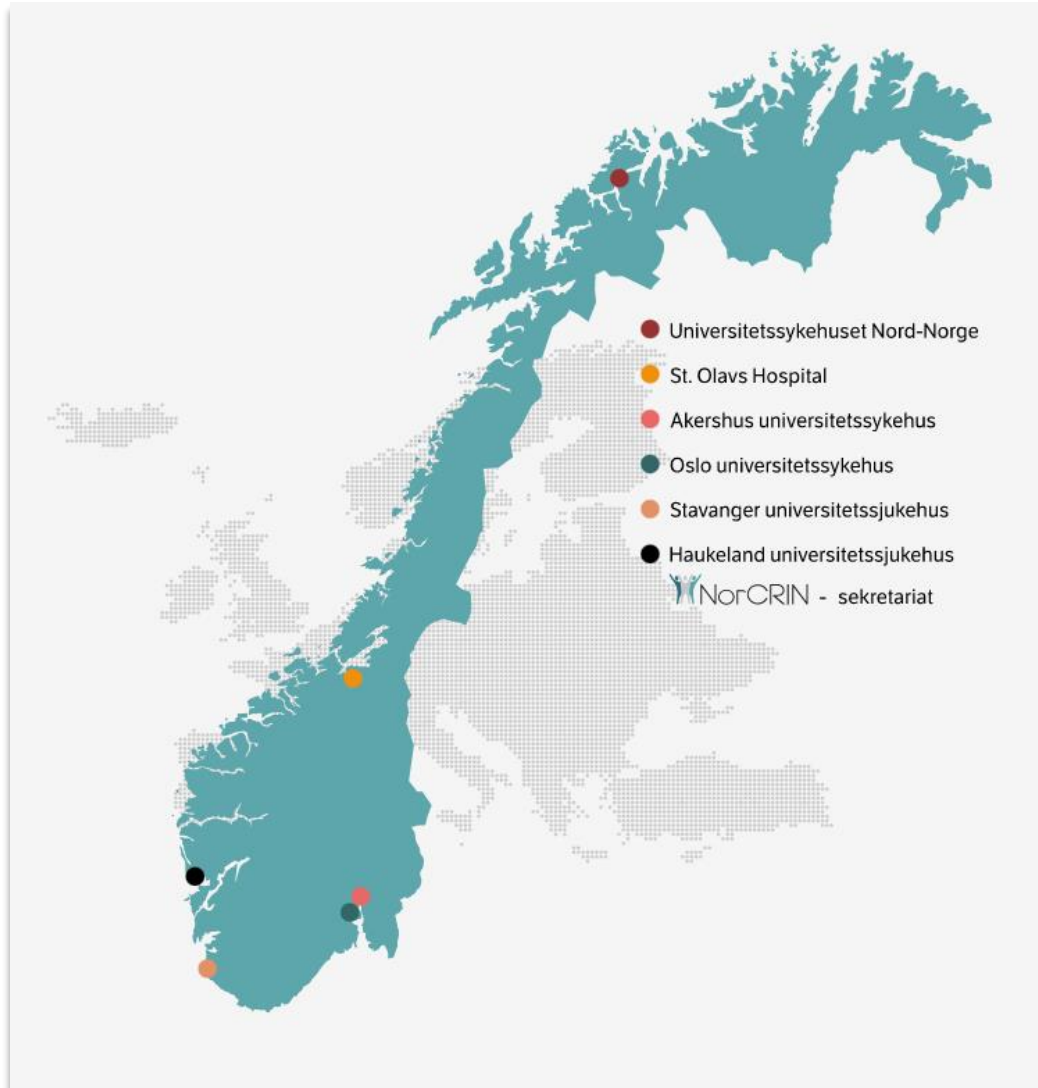 Universitetssykehuset Nord-Norge
St. Olavs Hospital
Akershus universitetssykehus
Oslo universitetssykehus
Stavanger universitetssjukehus
Haukeland universitetssjukehus
NorCRIN - sekretariat